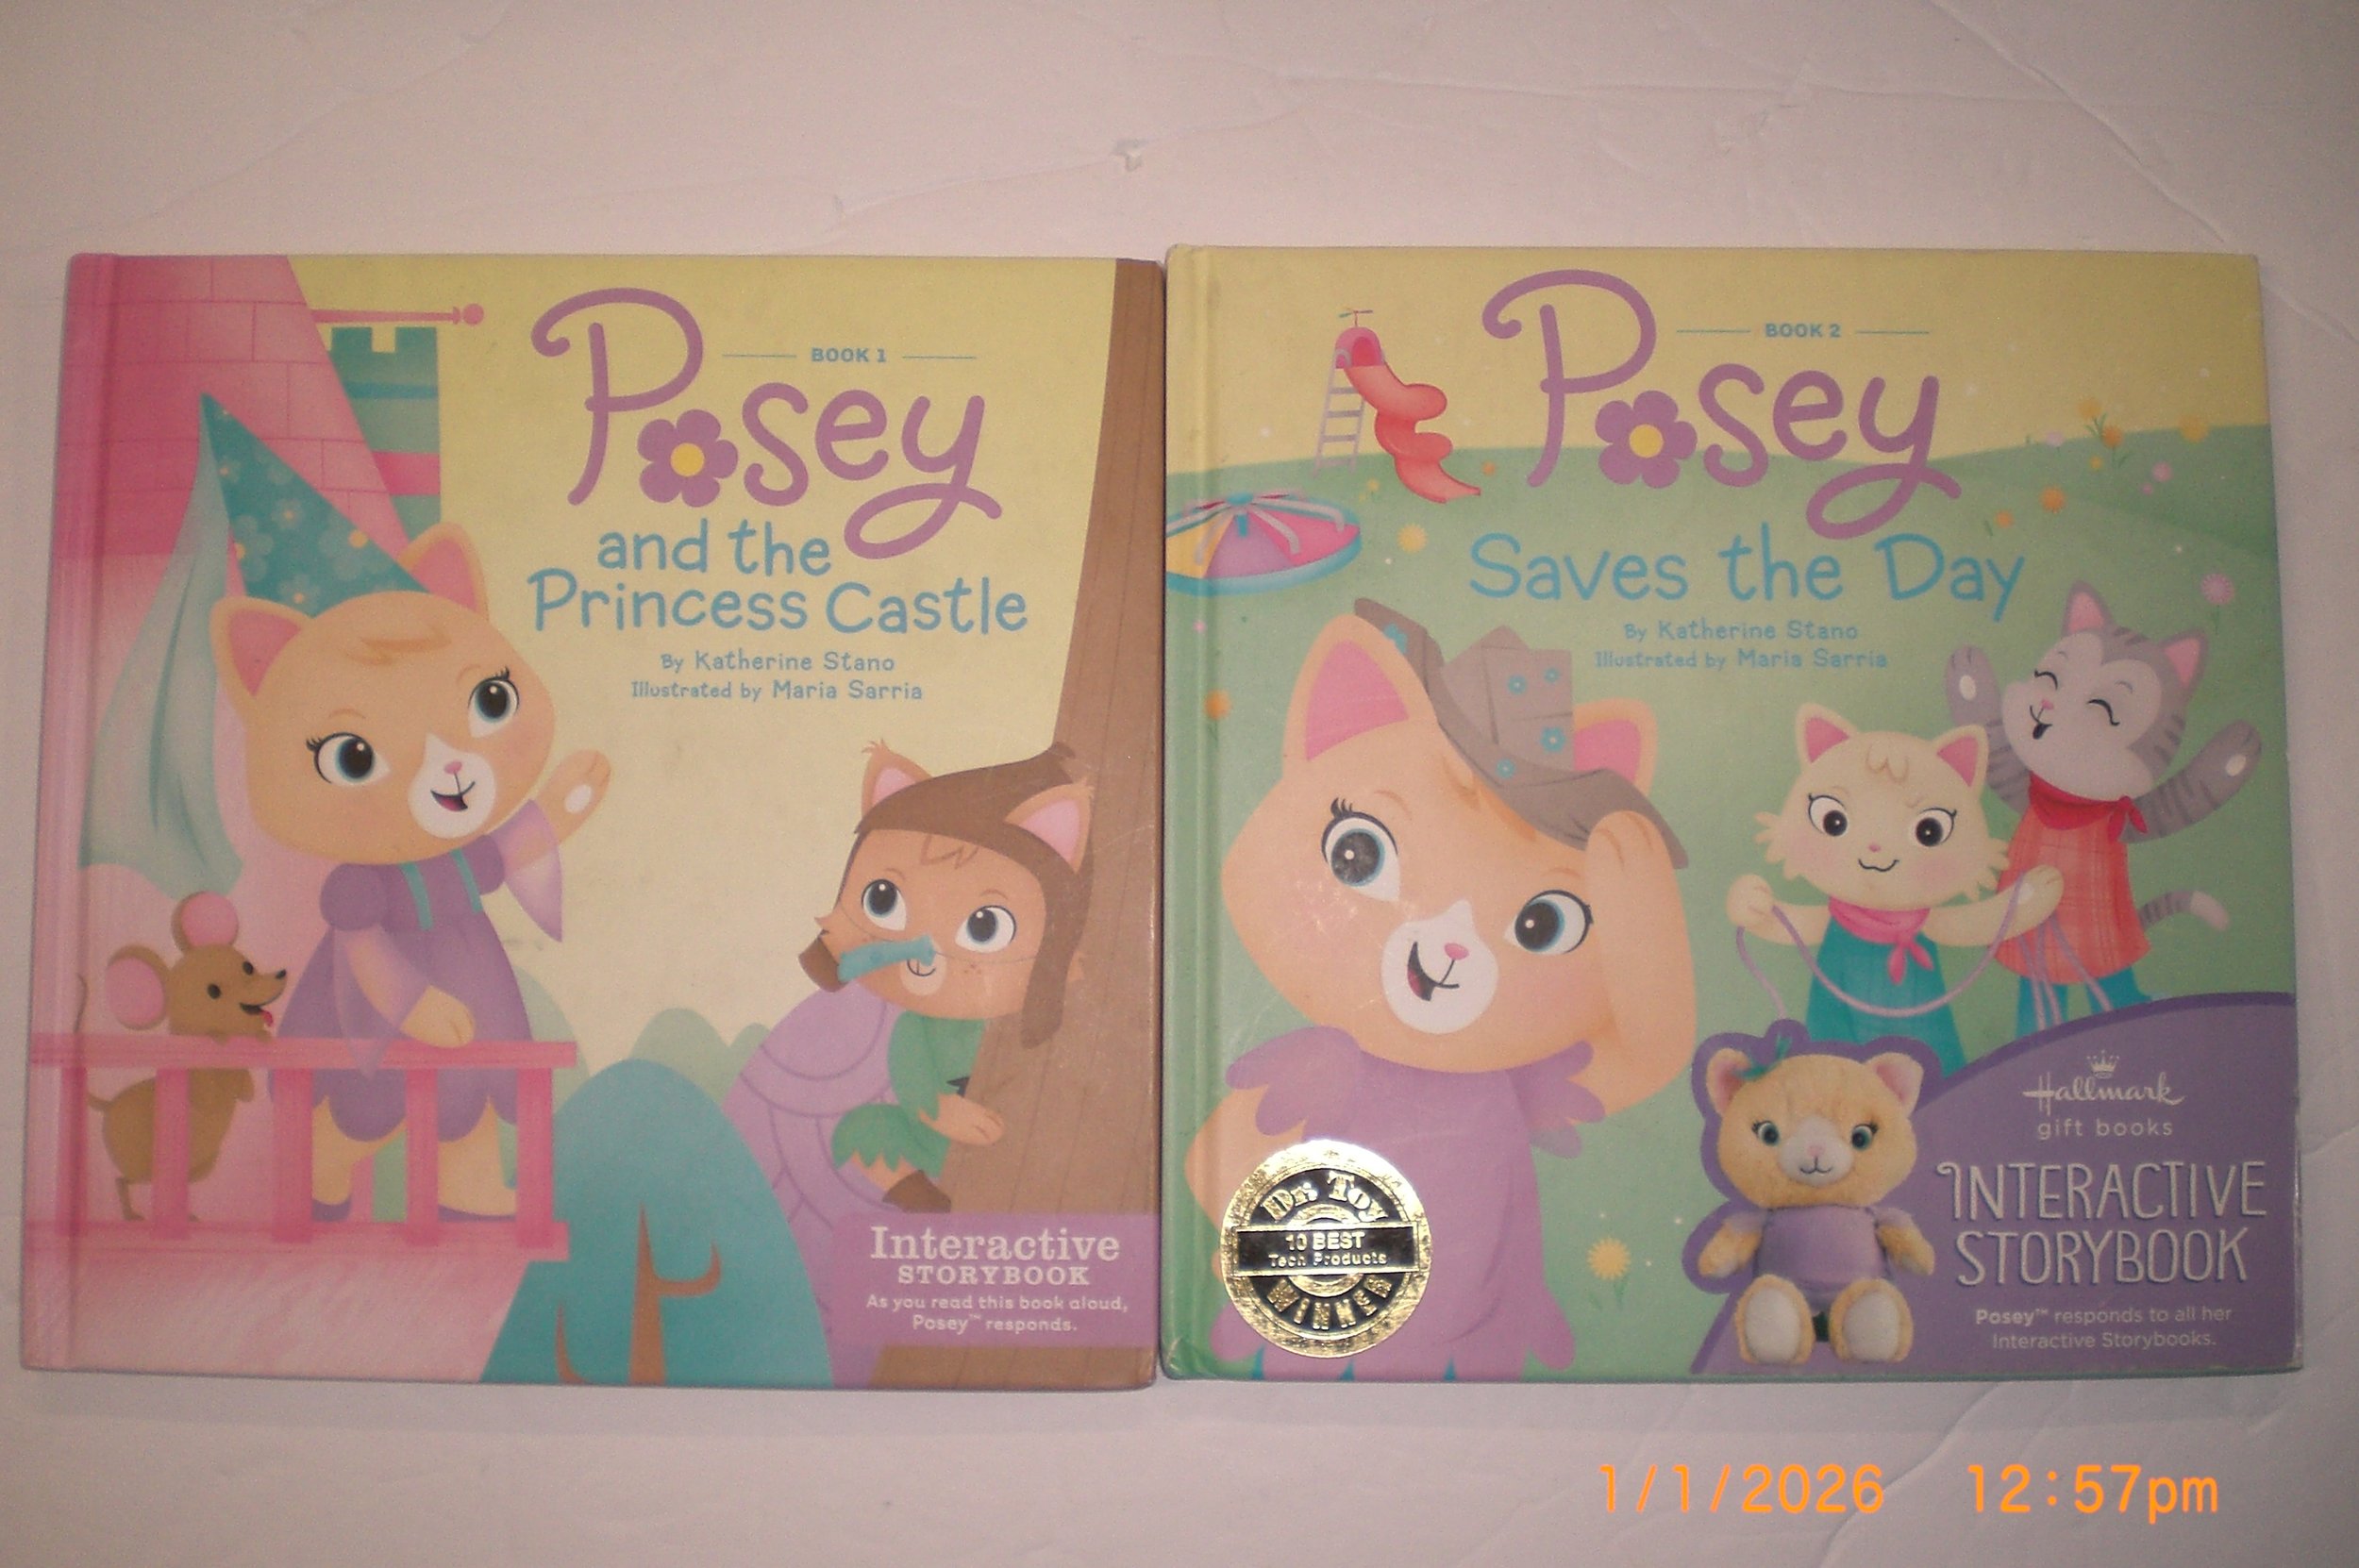 BOOK 1
Posey
and the
Princess Castle
By Katherine Stano
Illustrated by Maria Sarria
Interactive
STORYBOOK
As you read this book aloud,
Posey™ responds.
BOOK 2
Posey
Saves the Day
By Katherine Stano
Illustrated by Maria Sarria
Dr. Toy
10 BEST
Tech Products
WINNER
Hallmark
gift books
INTERACTIVE
STORYBOOK
Posey™ responds to all her
Interactive Storybooks.
1/1/2026 12:57pm